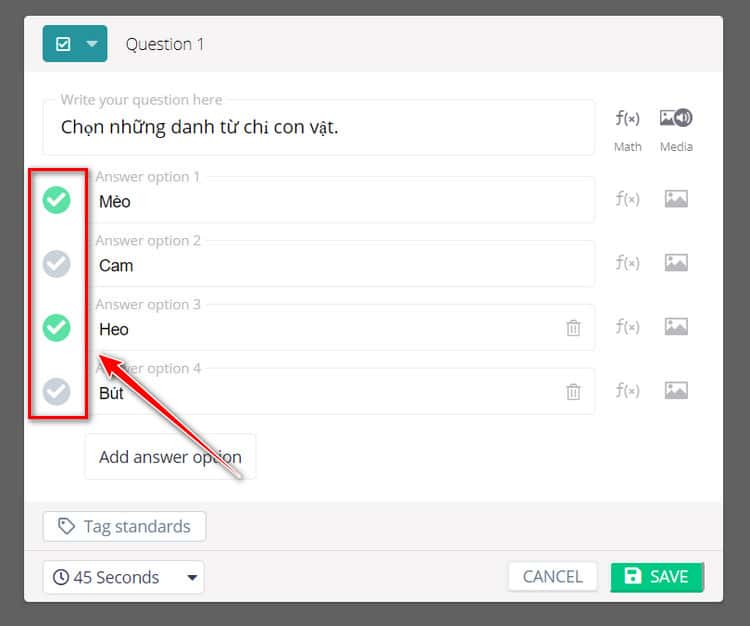 Question 1
Write your question here
Chọn những danh từ chỉ con vật.
f(×)
Math
Media
Answer option 1
Mèo
f(×)
Answer option 2
Cam
f(×)
Answer option 3
Heo
f(×)
Answer option 4
Bút
f(×)
Add answer option
Tag standards
45 Seconds
CANCEL
SAVE